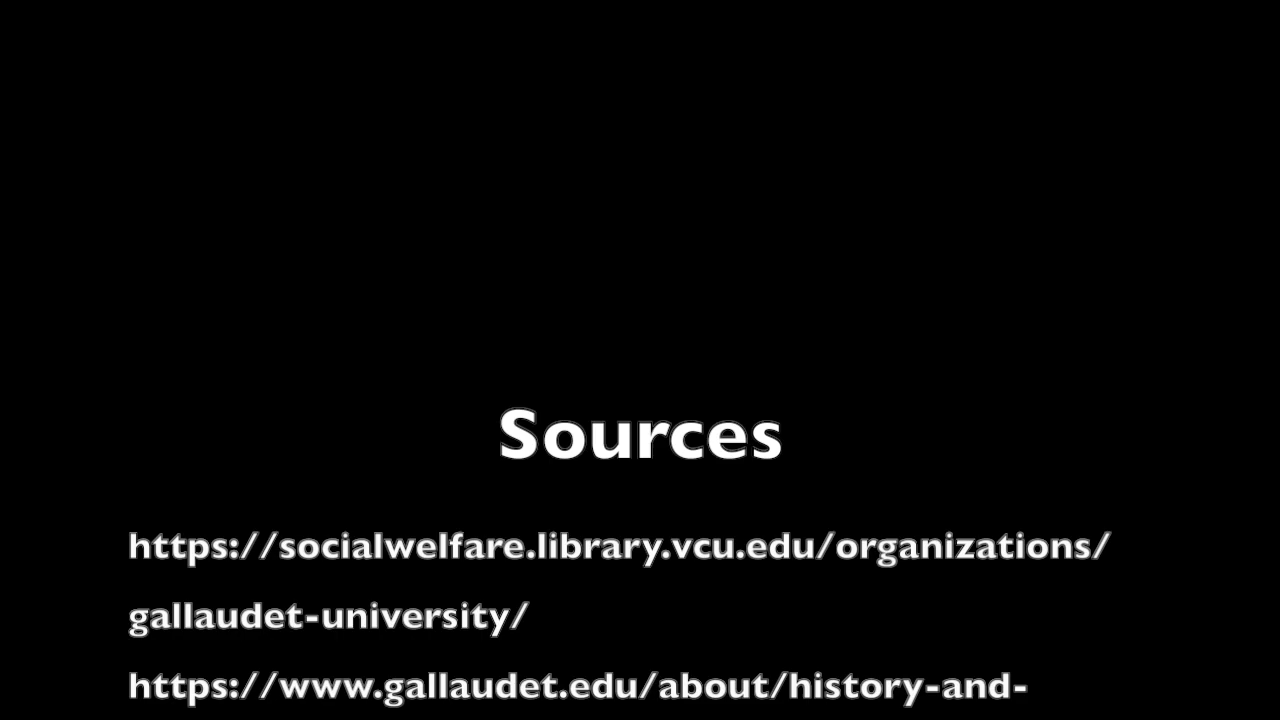 Sources
https://socialwelfare.library.vcu.edu/organizations/
gallaudet-university/
https://www.gallaudet.edu/about/history-and-